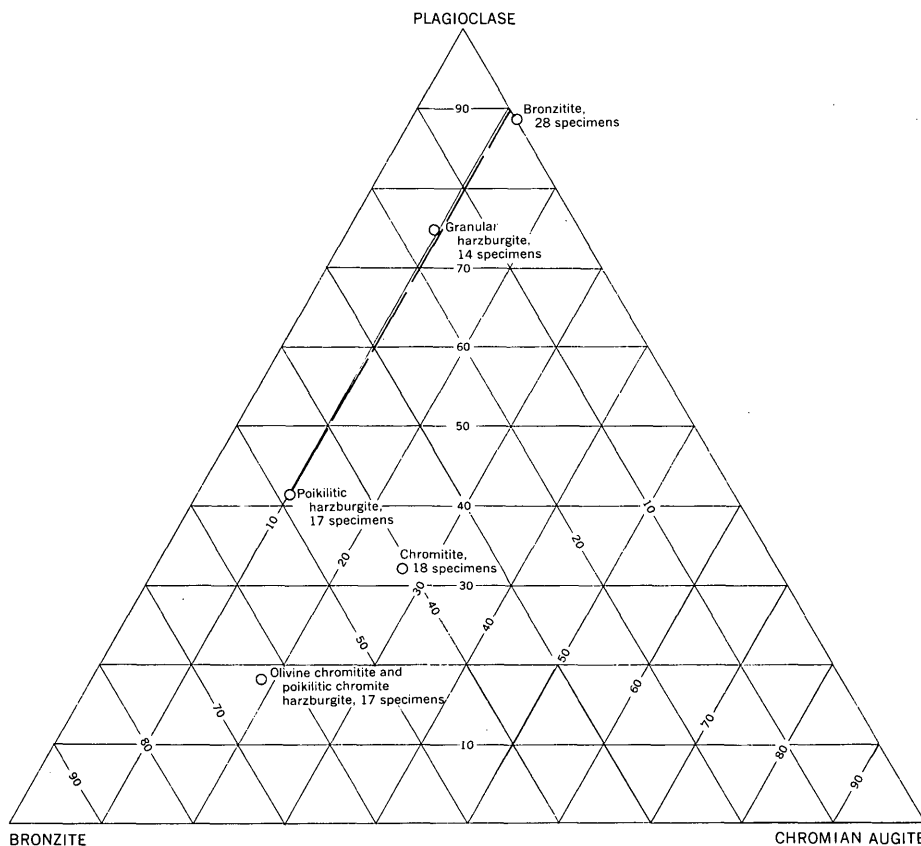 PLAGIOCLASE
90
Bronzitite,
28 specimens
Granular
harzburgite,
14 specimens
70
60
50
Poikilitic
harzburgite,
17 specimens
10
40
10
20
20
Chromitite,
18 specimens
30
30
40
40
50
50
Olivine chromitite and
poikilitic chromite
harzburgite, 17 specimens
70
60
70
80
10
80
90
90
BRONZITE
CHROMIAN AUGITE